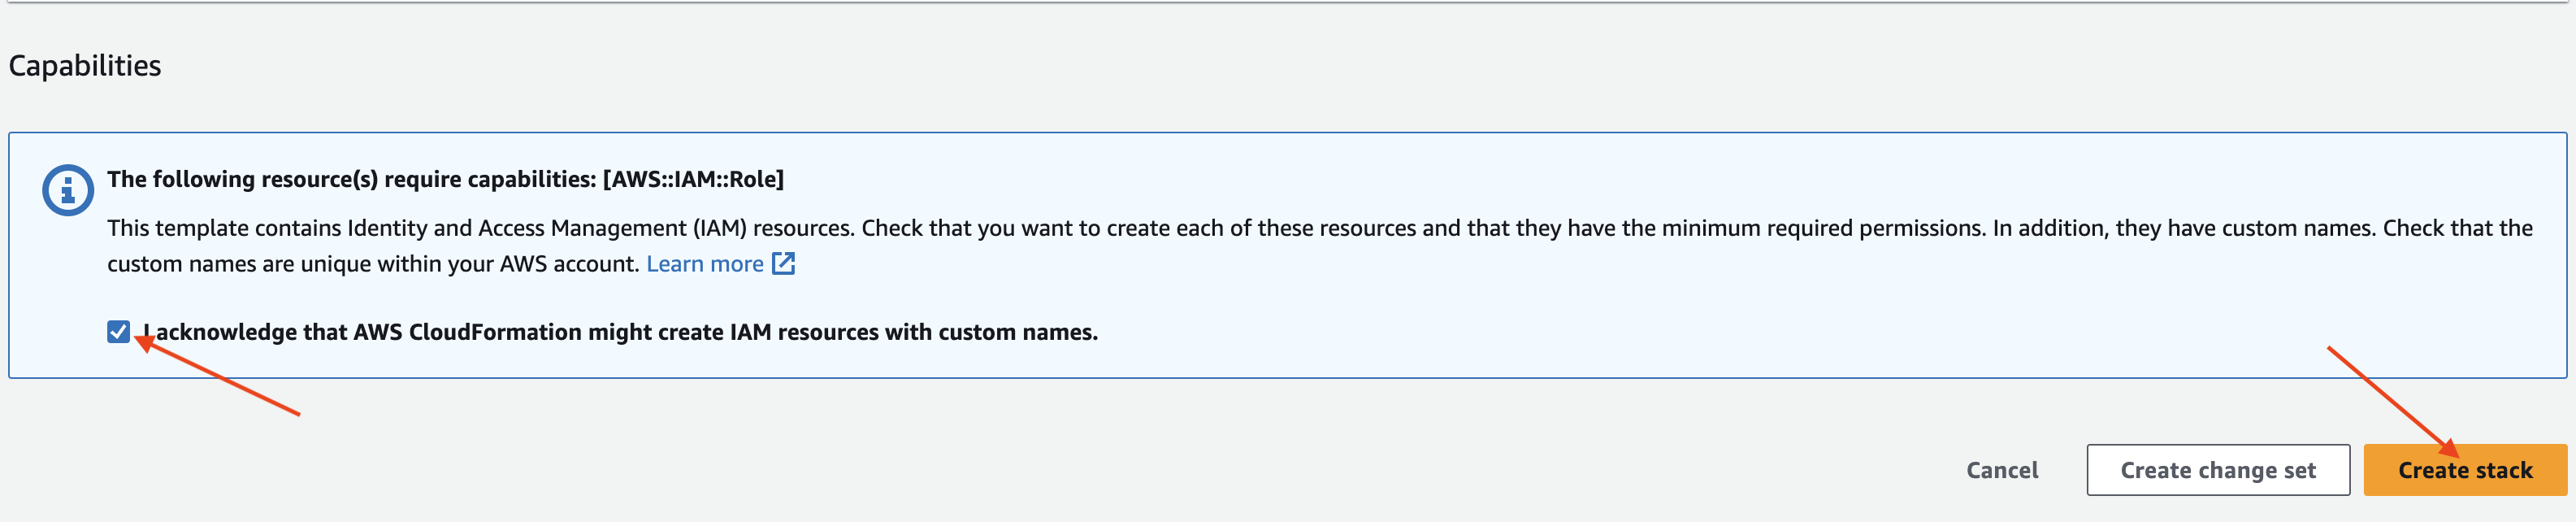 Capabilities
The following resource(s) require capabilities: [AWS::IAM::Role]
This template contains Identity and Access Management (IAM) resources. Check that you want to create each of these resources and that they have the minimum required permissions. In addition, they have custom names. Check that the
custom names are unique within your AWS account. Learn more
I acknowledge that AWS CloudFormation might create IAM resources with custom names.
Cancel Create change set Create stack